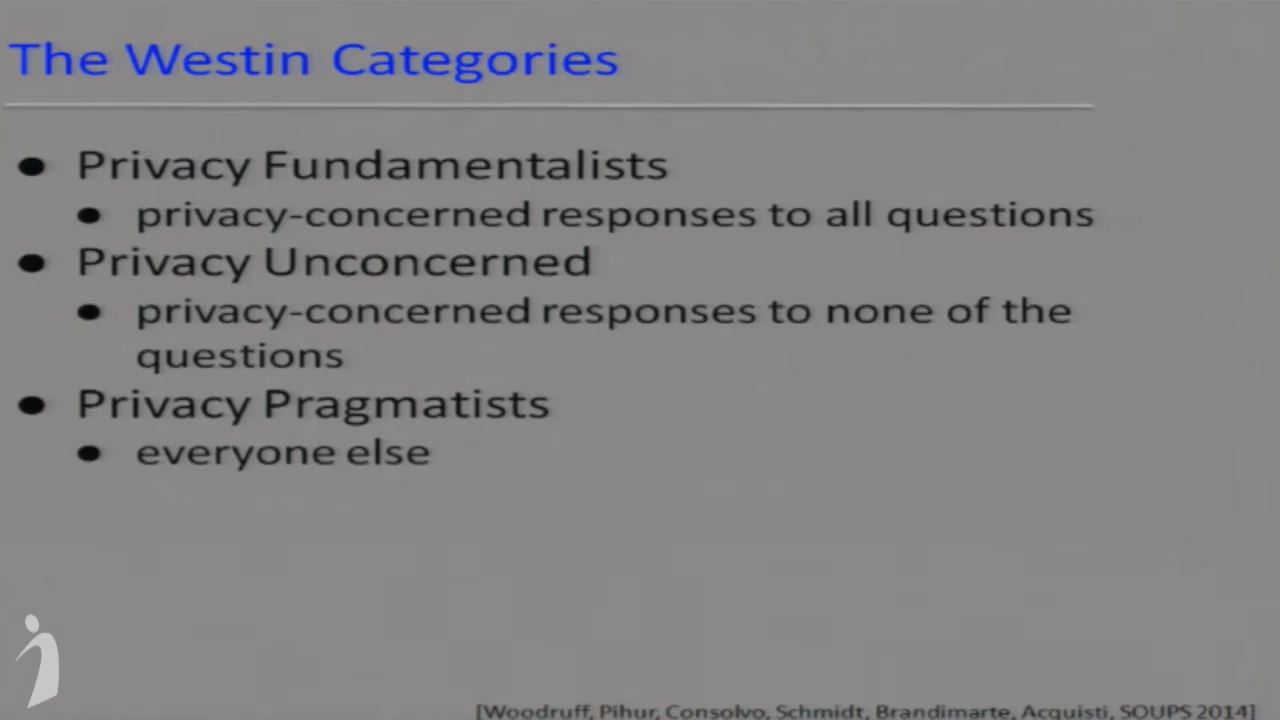 The Westin Categories
● Privacy Fundamentalists
● privacy-concerned responses to all questions
● Privacy Unconcerned
● privacy-concerned responses to none of the
questions
● Privacy Pragmatists
● everyone else
[Woodruff, Pihur, Consolvo, Schmidt, Brandimarte, Acquisti, SOUPS 2014]